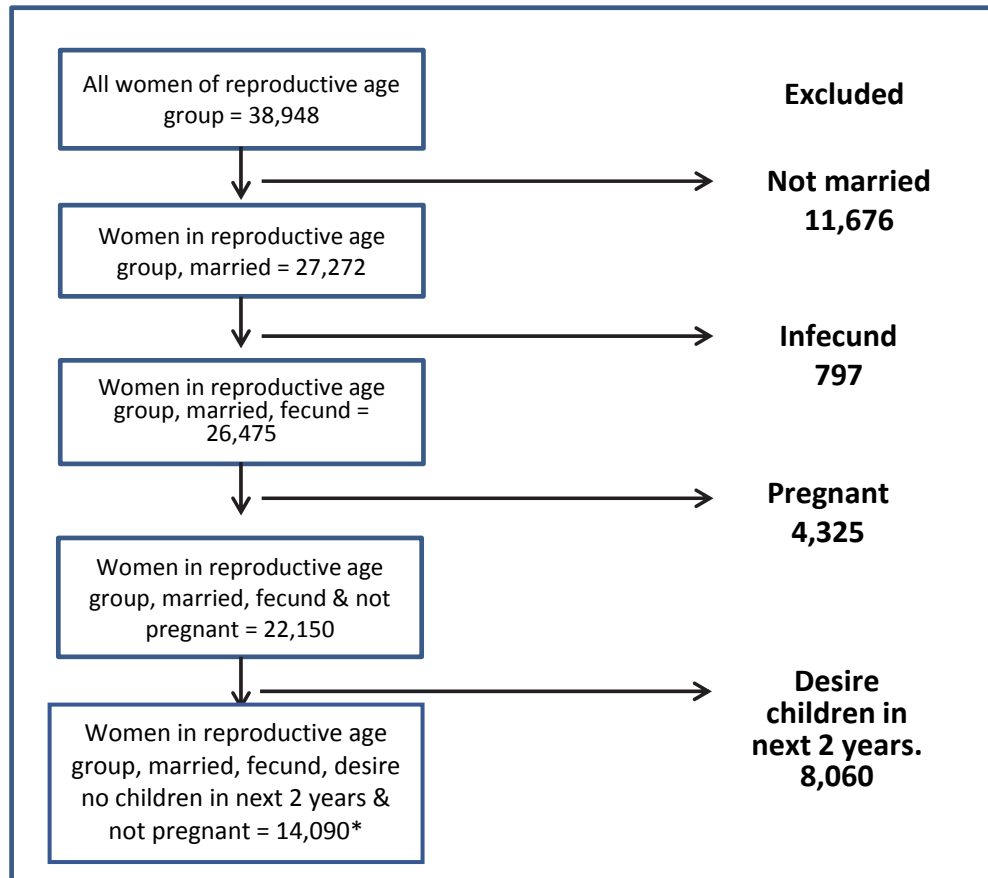 All women of reproductive age
group = 38,948
Excluded
Not married
11,676
Women in reproductive age
group, married = 27,272
Infecund
797
Women in reproductive age
group, married, fecund =
26,475
Pregnant
4,325
Women in reproductive age
group, married, fecund & not
pregnant = 22,150
Desire
children in
next 2 years.
8,060
Women in reproductive age
group, married, fecund, desire
no children in next 2 years &
not pregnant = 14,090*